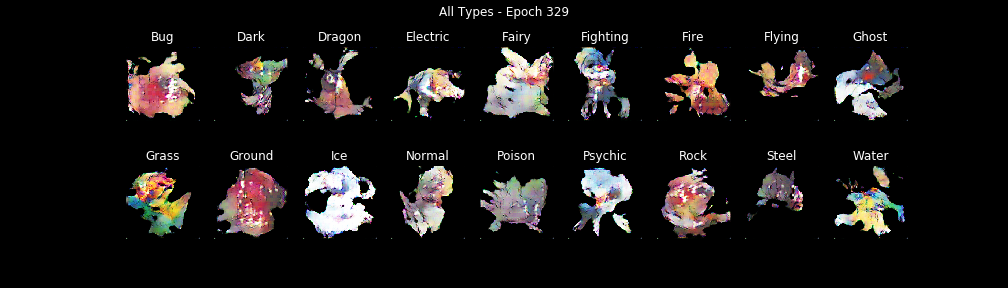 All Types - Epoch 329
Bug Dark Dragon Electric Fairy Fighting Fire Flying Ghost
Grass Ground Ice Normal Poison Psychic Rock Steel Water